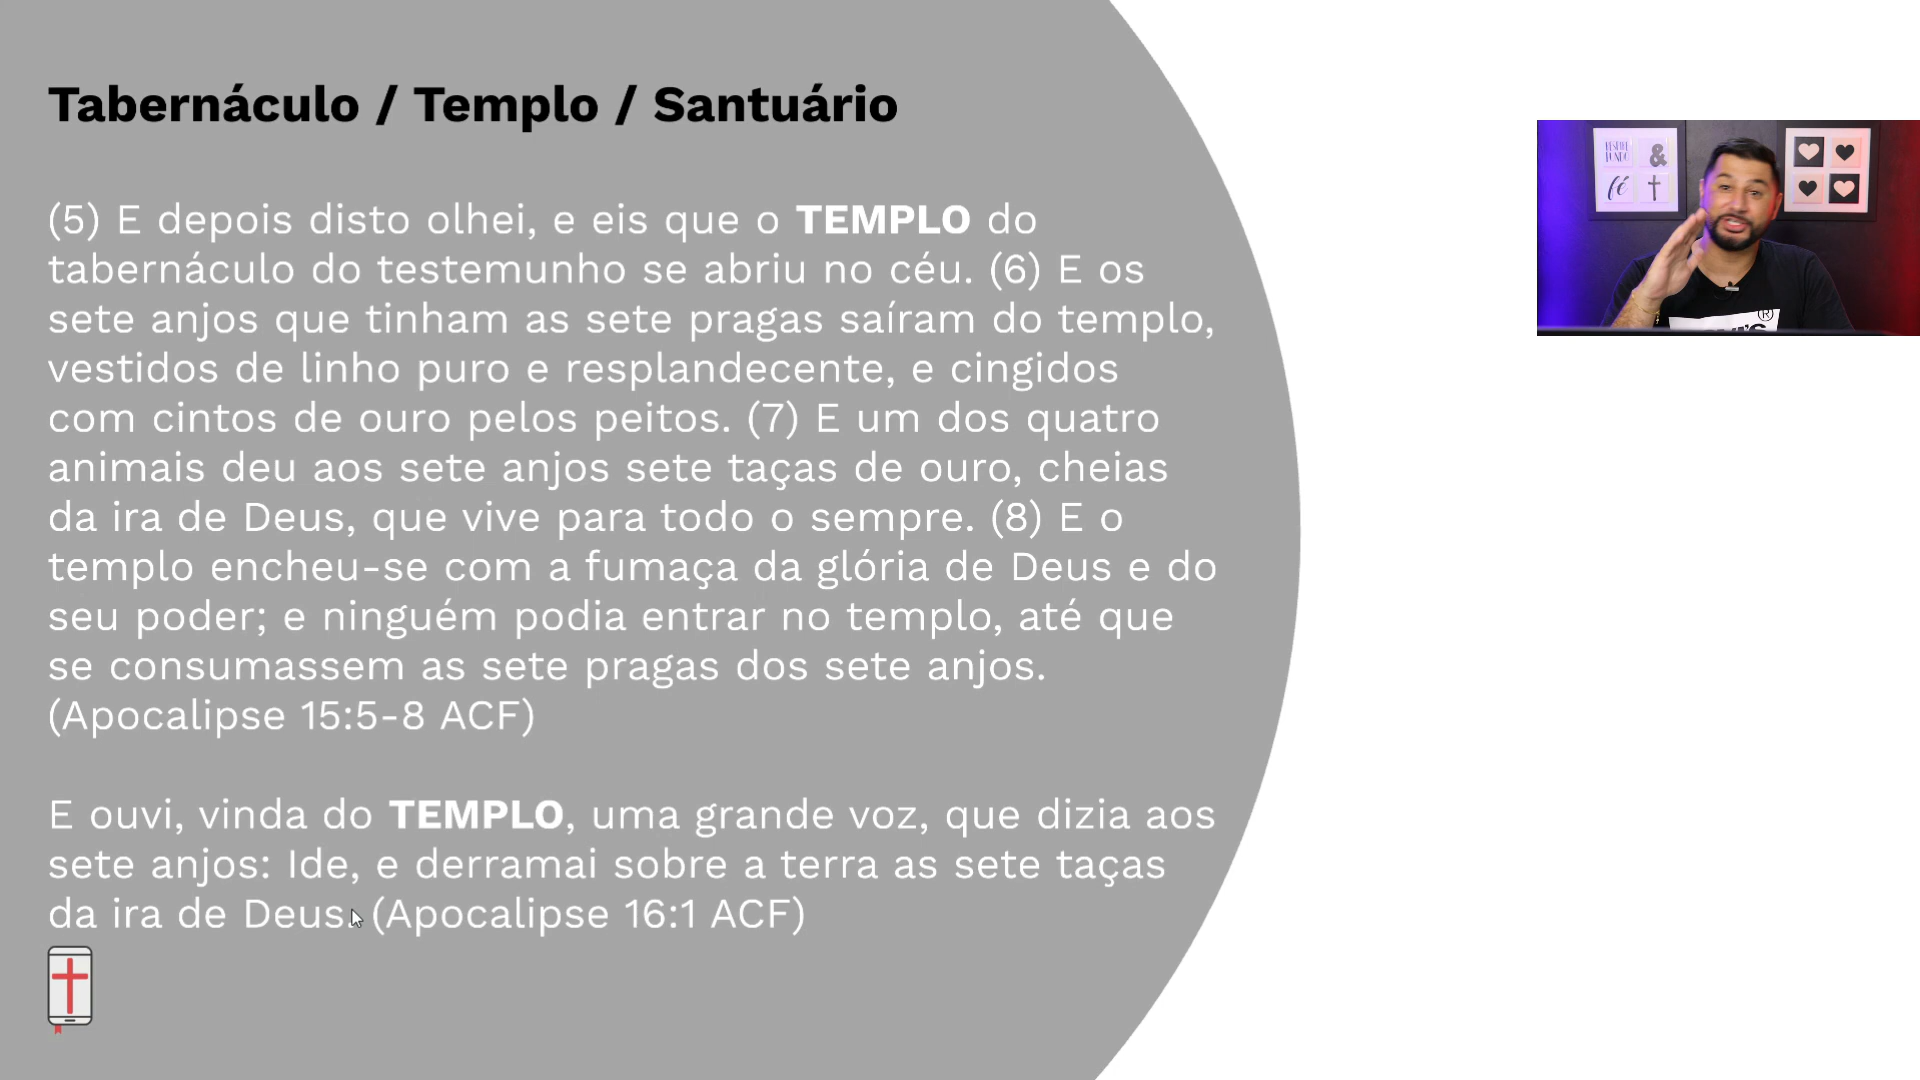 Tabernáculo / Templo / Santuário
(5) E depois disto olhei, e eis que o TEMPLO do
tabernáculo do testemunho se abriu no céu. (6) E os
sete anjos que tinham as sete pragas saíram do templo,
vestidos de linho puro e resplandecente, e cingidos
com cintos de ouro pelos peitos. (7) E um dos quatro
animais deu aos sete anjos sete taças de ouro, cheias
da ira de Deus, que vive para todo o sempre. (8) E o
templo encheu-se com a fumaça da glória de Deus e do
seu poder; e ninguém podia entrar no templo, até que
se consumassem as sete pragas dos sete anjos.
(Apocalipse 15:5-8 ACF)
E ouvi, vinda do TEMPLO, uma grande voz, que dizia aos
sete anjos: Ide, e derramai sobre a terra as sete taças
da ira de Deus. (Apocalipse 16:1 ACF)
&
fé
®